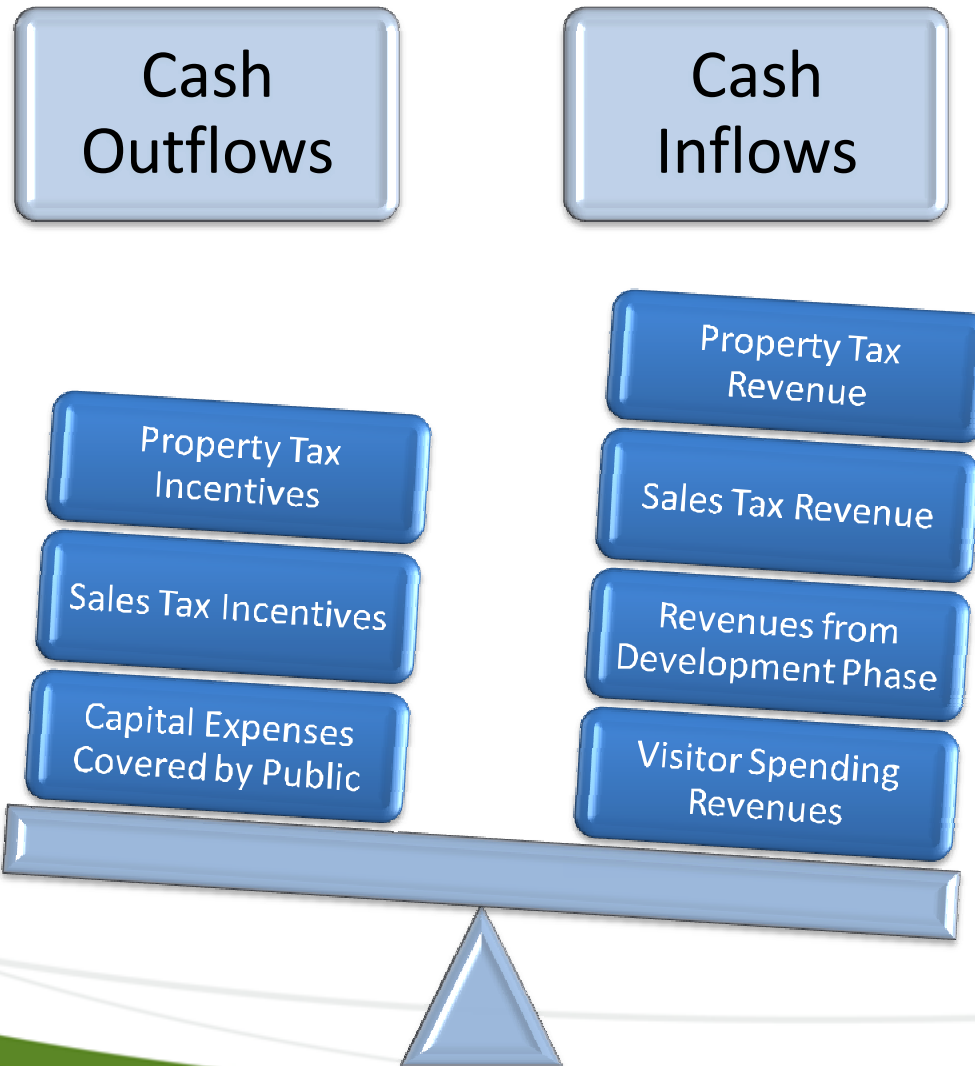 Cash
Outflows
Cash
Inflows
Property Tax
Incentives
Sales Tax Incentives
Capital Expenses
Covered by Public
Property Tax
Revenue
Sales Tax Revenue
Revenues from
Development Phase
Visitor Spending
Revenues